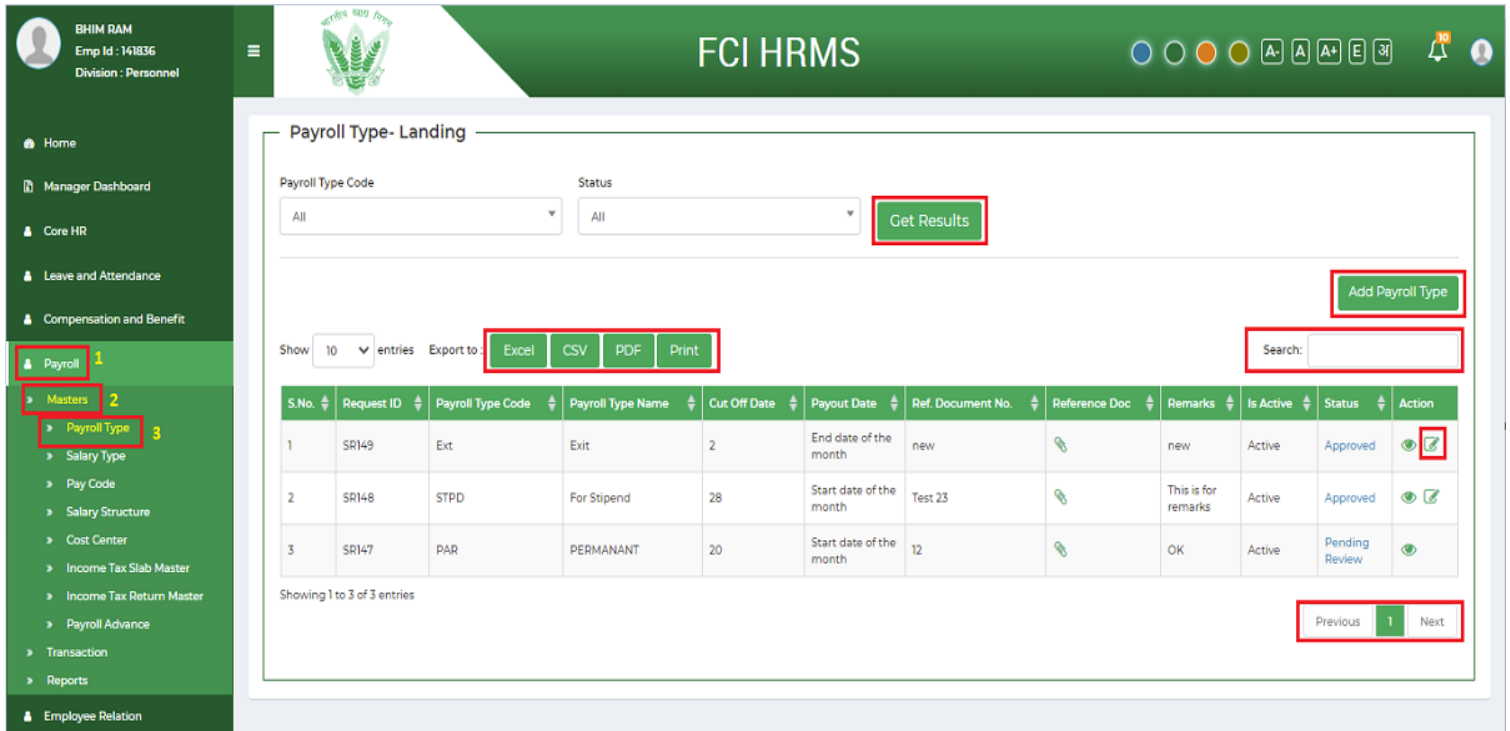 BHIM RAM
Emp Id : 141836
Division : Personnel
भारतीय खाद्य निगम
FCI HRMS
A- A A+ E अ
10
Home
Manager Dashboard
Core HR
Leave and Attendance
Compensation and Benefit
Payroll 1
Masters 2
Payroll Type 3
Salary Type
Pay Code
Salary Structure
Cost Center
Income Tax Slab Master
Income Tax Return Master
Payroll Advance
Transaction
Reports
Employee Relation
Payroll Type- Landing
Payroll Type Code Status
All All Get Results
Add Payroll Type
Show 10 entries Export to : Excel CSV PDF Print Search:
S.No. Request ID Payroll Type Code Payroll Type Name Cut Off Date Payout Date Ref. Document No. Reference Doc Remarks Is Active Status Action
1 SR149 Ext Exit 2 End date of the month new new Active Approved
2 SR148 STPD For Stipend 28 Start date of the month Test 23 This is for remarks Active Approved
3 SR147 PAR PERMANANT 20 Start date of the month 12 OK Active Pending Review
Showing 1 to 3 of 3 entries
Previous 1 Next